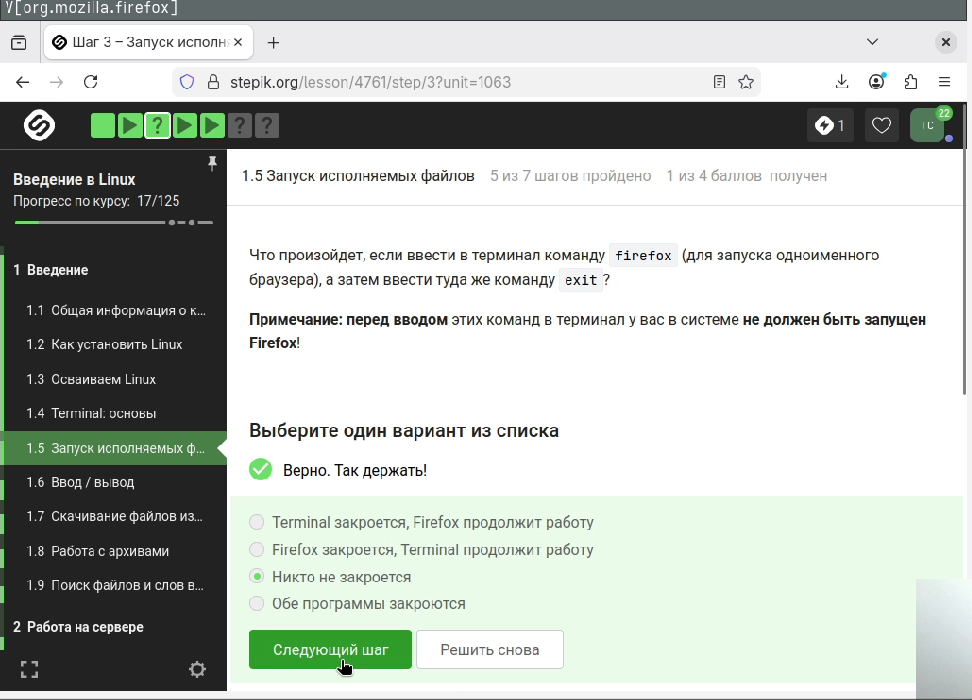 V[org.mozilla.firefox]
Шаг 3 – Запуск исполн
stepik.org/lesson/4761/step/3?unit=1063
? ? ?
1
22
Введение в Linux
Прогресс по курсу: 17/125
1.5 Запуск исполняемых файлов 5 из 7 шагов пройдено 1 из 4 баллов получен
1 Введение
1.1 Общая информация о к...
1.2 Как установить Linux
1.3 Осваиваем Linux
1.4 Terminal: основы
1.5 Запуск исполняемых ф...
1.6 Ввод / вывод
1.7 Скачивание файлов из...
1.8 Работа с архивами
1.9 Поиск файлов и слов в...
2 Работа на сервере
Что произойдет, если ввести в терминал команду firefox (для запуска одноименного
браузера), а затем ввести туда же команду exit ?
Примечание: перед вводом этих команд в терминал у вас в системе не должен быть запущен
Firefox!
Выберите один вариант из списка
Верно. Так держать!
Terminal закроется, Firefox продолжит работу
Firefox закроется, Terminal продолжит работу
Никто не закроется
Обе программы закроются
Следующий шаг Решить снова